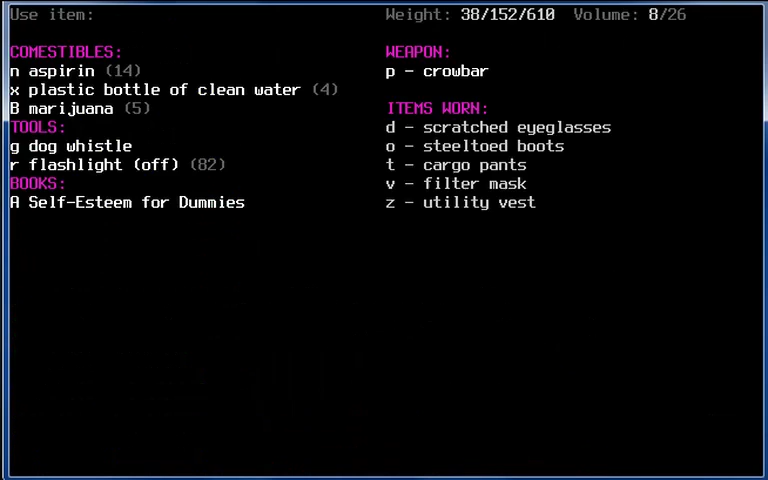 Use item: Weight: 38/152/610 Volume: 8/26
COMESTIBLES:
n aspirin (14)
x plastic bottle of clean water (4)
B marijuana (5)
TOOLS:
g dog whistle
r flashlight (off) (82)
BOOKS:
A Self-Esteem for Dummies
WEAPON:
p - crowbar
ITEMS WORN:
d - scratched eyeglasses
o - steeltoed boots
t - cargo pants
v - filter mask
z - utility vest